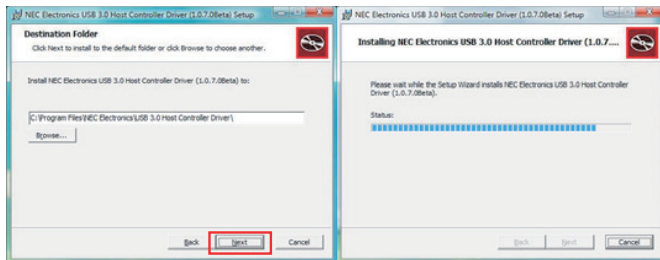 NEC Electronics USB 3.0 Host Controller Driver (1.0.7.0Beta) Setup
Destination Folder
Click Next to install to the default folder or click Browse to choose another.
Install NEC Electronics USB 3.0 Host Controller Driver (1.0.7.0Beta) to:
C:\Program Files\NEC Electronics\USB 3.0 Host Controller Driver\
Browse...
Back Next Cancel
NEC Electronics USB 3.0 Host Controller Driver (1.0.7.0Beta) Setup
Installing NEC Electronics USB 3.0 Host Controller Driver (1.0.7....
Please wait while the Setup Wizard installs NEC Electronics USB 3.0 Host Controller
Driver (1.0.7.0Beta).
Status:
Back Next Cancel